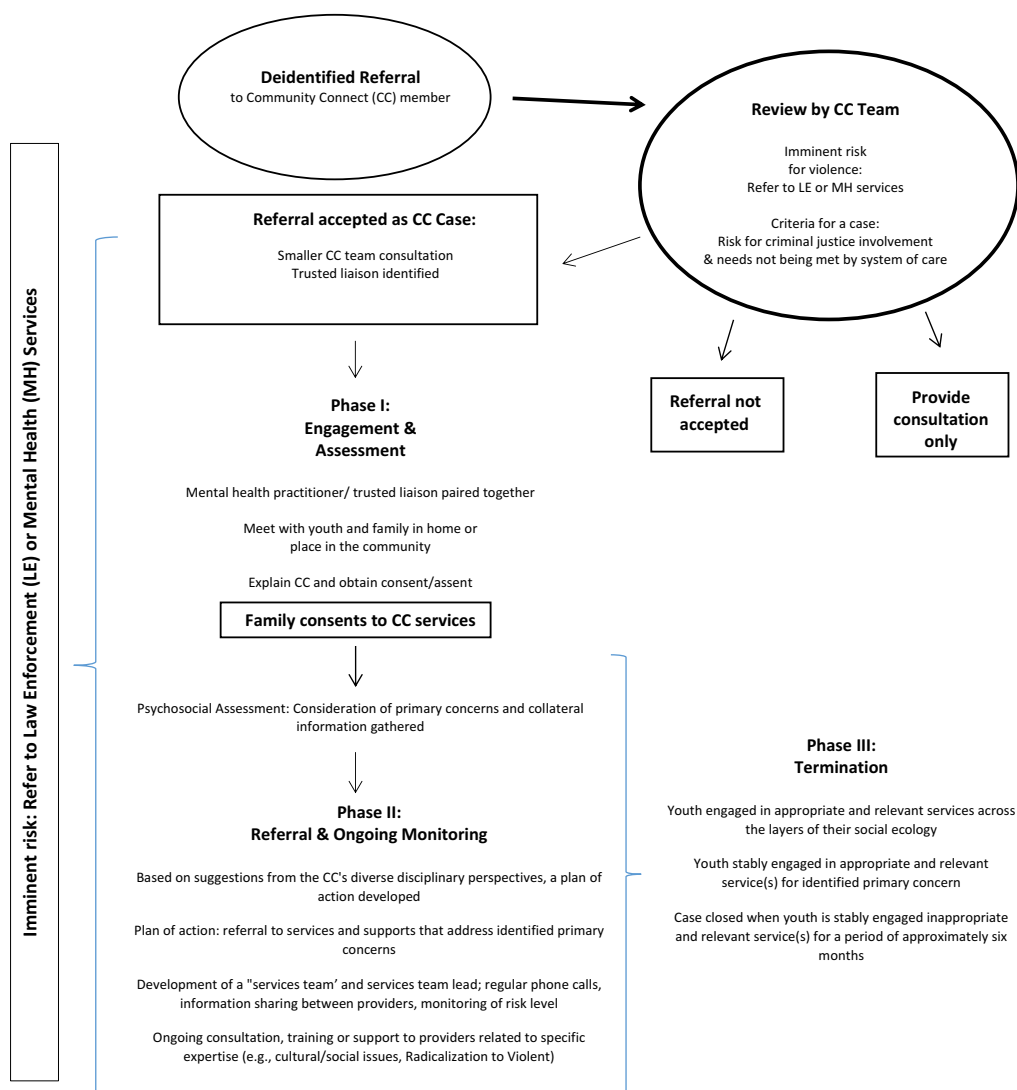 Deidentified Referral
to Community Connect (CC) member
Review by CC Team
Imminent risk
for violence:
Refer to LE or MH services
Criteria for a case:
Risk for criminal justice involvement
& needs not being met by system of care
Referral accepted as CC Case:
Smaller CC team consultation
Trusted liaison identified
Referral not
accepted
Provide
consultation
only
Imminent risk: Refer to Law Enforcement (LE) or Mental Health (MH) Services
Phase I:
Engagement &
Assessment
Mental health practitioner/ trusted liaison paired together
Meet with youth and family in home or
place in the community
Explain CC and obtain consent/assent
Family consents to CC services
Psychosocial Assessment: Consideration of primary concerns and collateral
information gathered
Phase II:
Referral & Ongoing Monitoring
Based on suggestions from the CC's diverse disciplinary perspectives, a plan of
action developed
Plan of action: referral to services and supports that address identified primary
concerns
Development of a "services team’ and services team lead; regular phone calls,
information sharing between providers, monitoring of risk level
Ongoing consultation, training or support to providers related to specific
expertise (e.g., cultural/social issues, Radicalization to Violent)
Phase III:
Termination
Youth engaged in appropriate and relevant services across
the layers of their social ecology
Youth stably engaged in appropriate and relevant
service(s) for identified primary concern
Case closed when youth is stably engaged inappropriate
and relevant service(s) for a period of approximately six
months